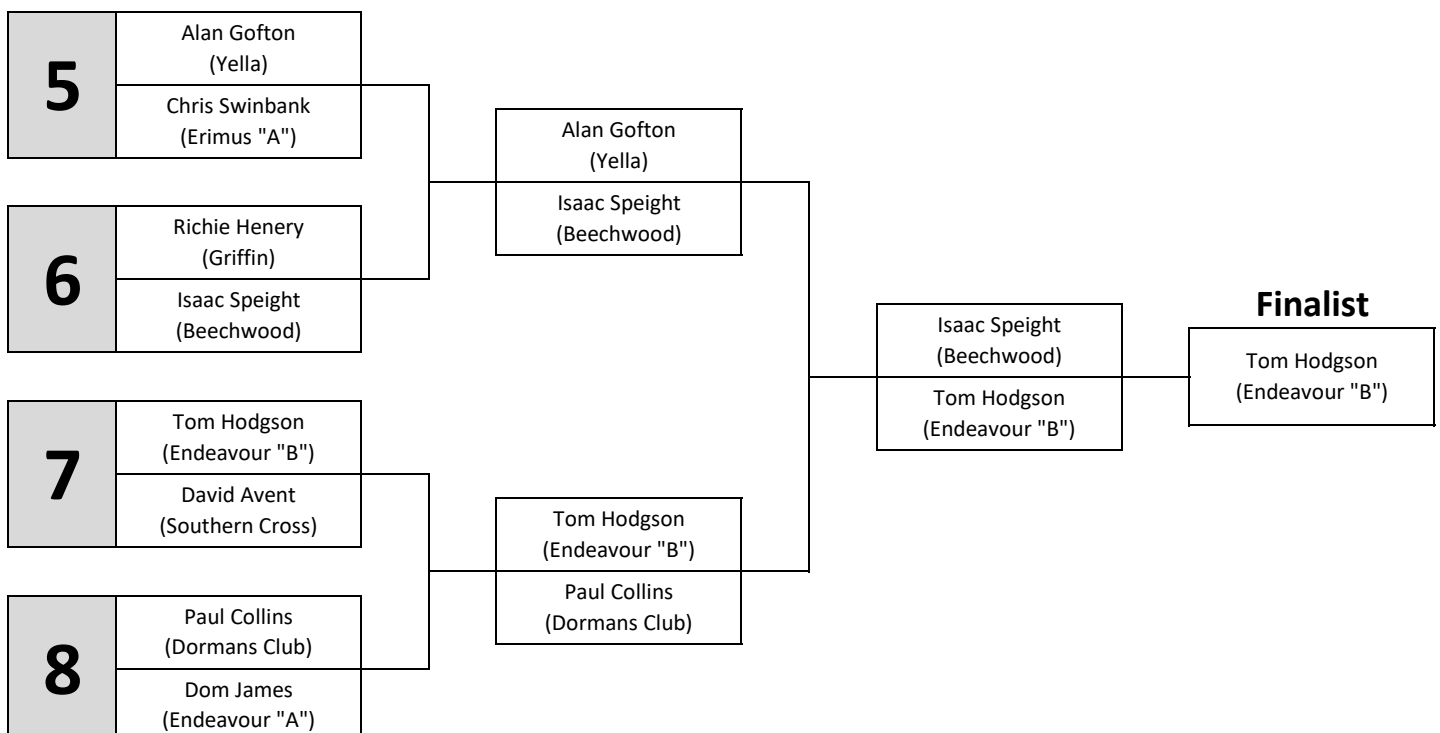 5
Alan Gofton
(Yella)
Chris Swinbank
(Erimus "A")
6
Richie Henery
(Griffin)
Isaac Speight
(Beechwood)
7
Tom Hodgson
(Endeavour "B")
David Avent
(Southern Cross)
8
Paul Collins
(Dormans Club)
Dom James
(Endeavour "A")
Alan Gofton
(Yella)
Isaac Speight
(Beechwood)
Tom Hodgson
(Endeavour "B")
Paul Collins
(Dormans Club)
Isaac Speight
(Beechwood)
Tom Hodgson
(Endeavour "B")
Finalist
Tom Hodgson
(Endeavour "B")